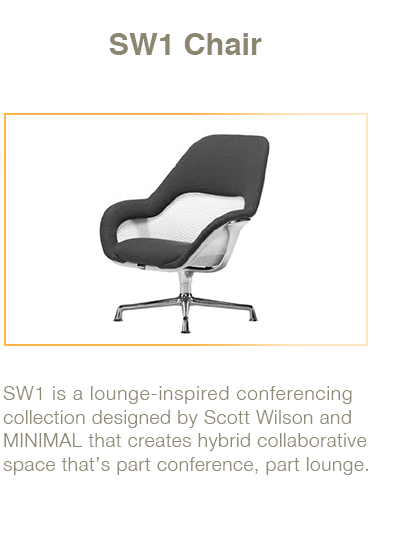 SW1 Chair
SW1 is a lounge-inspired conferencing
collection designed by Scott Wilson and
MINIMAL that creates hybrid collaborative
space that’s part conference, part lounge.